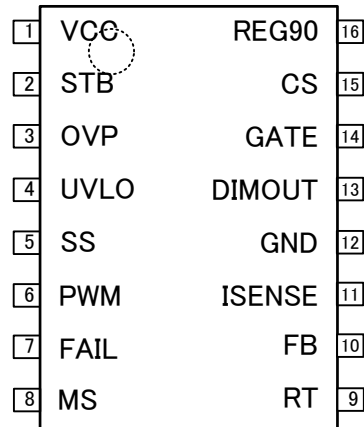 1 VCC REG90 16
2 STB CS 15
3 OVP GATE 14
4 UVLO DIMOUT 13
5 SS GND 12
6 PWM ISENSE 11
7 FAIL FB 10
8 MS RT 9